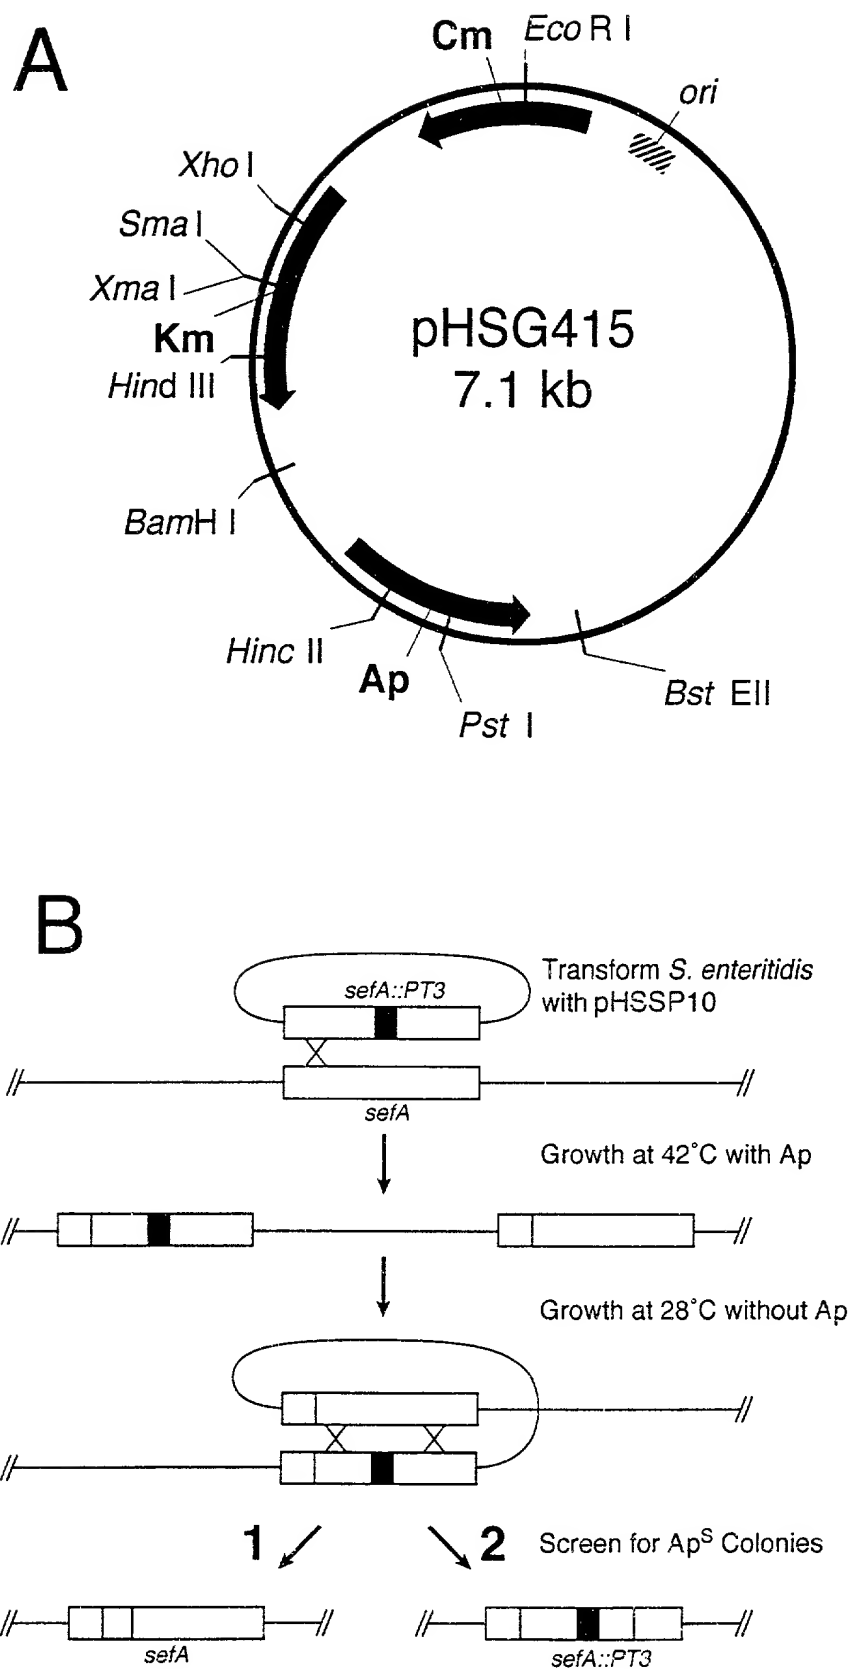 A
Cm
Eco R I
ori
Xho I
Sma I
Xma I
Km
Hind III
pHSG415
7.1 kb
BamH I
Hinc II
Ap
Pst I
Bst EII
B
Transform S. enteritidis
with pHSSP10
sefA::PT3
sefA
Growth at 42°C with Ap
Growth at 28°C without Ap
1
2
Screen for ApS Colonies
sefA
sefA::PT3